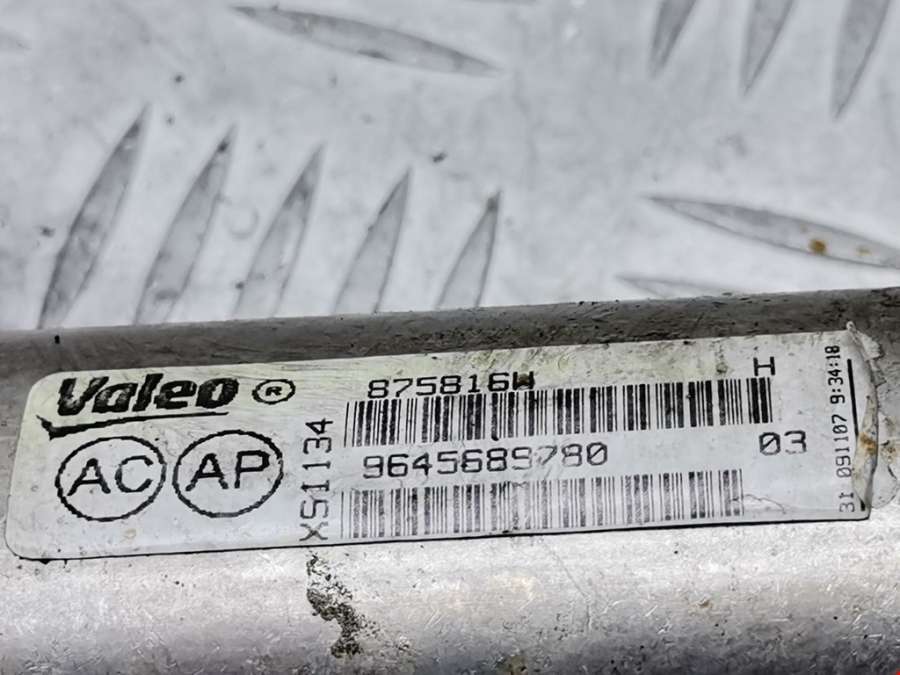 Valeo ®
875816W
H
AC AP
XS1134
9645689780
03
31 091107 9:34:18